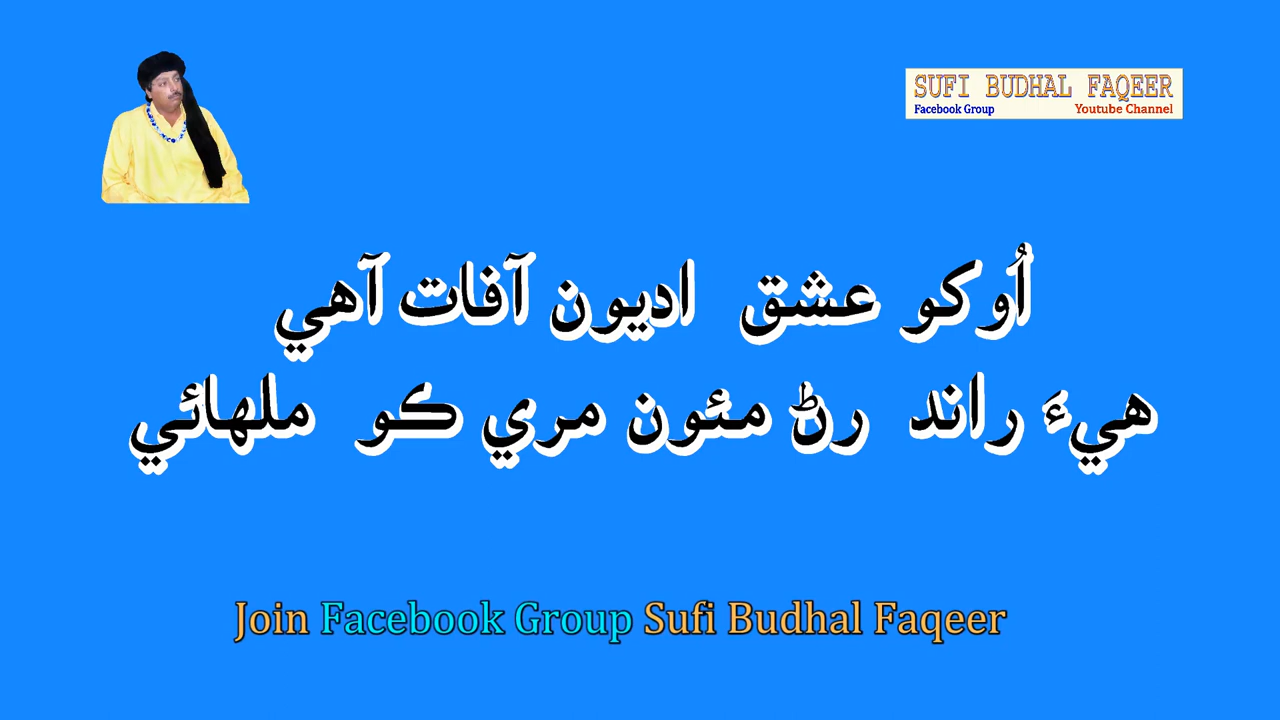 SUFI BUDHAL FAQEER
Facebook Group Youtube Channel
اُوکو عشق اديون آفات آهي
هيءَ راند رڻ مئون مري ڪو ملهائي
Join Facebook Group Sufi Budhal Faqeer